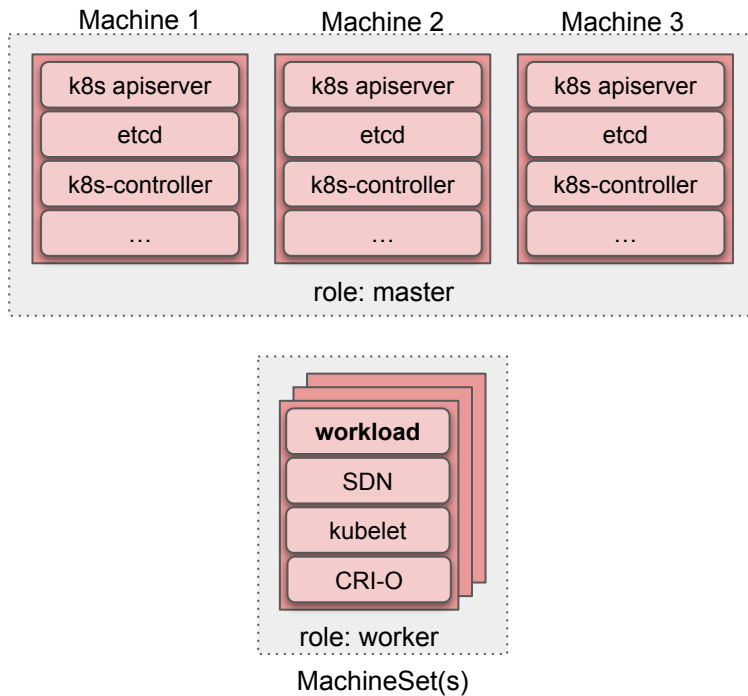 Machine 1 Machine 2 Machine 3
k8s apiserver k8s apiserver k8s apiserver
etcd etcd etcd
k8s-controller k8s-controller k8s-controller
… … …
role: master
workload
SDN
kubelet
CRI-O
role: worker
MachineSet(s)